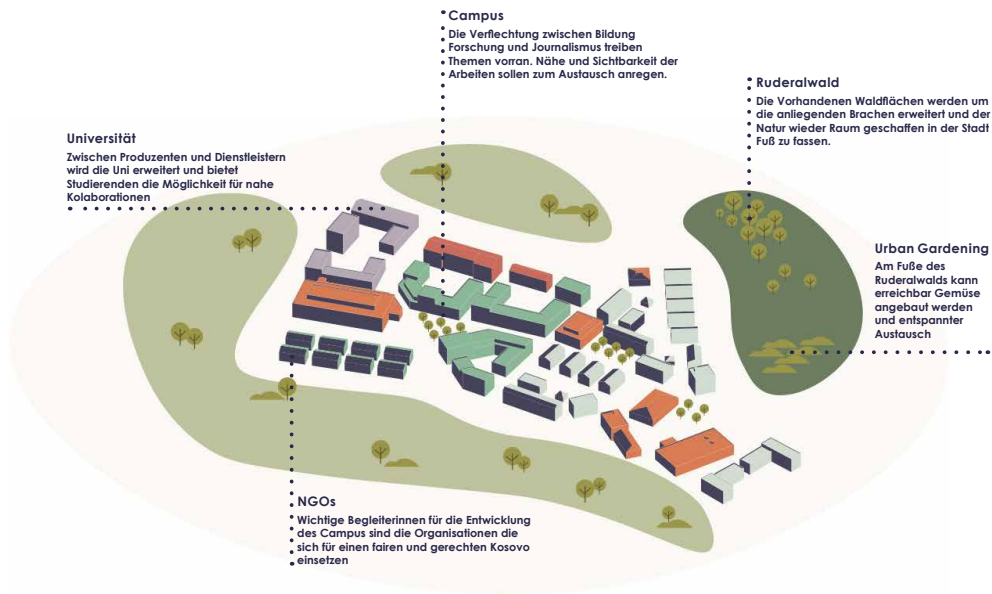 Campus
Die Verflechtung zwischen Bildung
Forschung und Journalismus treiben
Themen vorran. Nähe und Sichtbarkeit der
Arbeiten sollen zum Austausch anregen.
Ruderalwald
Die Vorhandenen Waldflächen werden um
die anliegenden Brachen erweitert und der
Natur wieder Raum geschaffen in der Stadt
Fuß zu fassen.
Universität
Zwischen Produzenten und Dienstleistern
wird die Uni erweitert und bietet
Studierenden die Möglichkeit für nahe
Kolaborationen
Urban Gardening
Am Fuße des
Ruderalwalds kann
erreichbar Gemüse
angebaut werden
und entspannter
Austausch
NGOs
Wichtige Begleiterinnen für die Entwicklung
des Campus sind die Organisationen die
sich für einen fairen und gerechten Kosovo
einsetzen